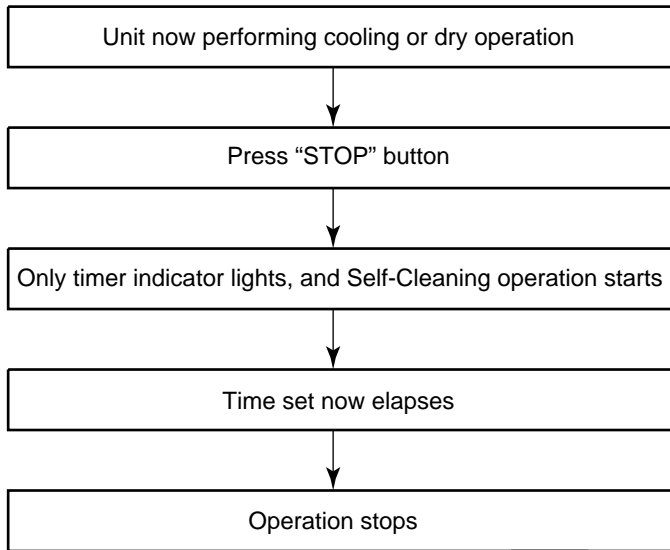 Unit now performing cooling or dry operation
Press “STOP” button
Only timer indicator lights, and Self-Cleaning operation starts
Time set now elapses
Operation stops